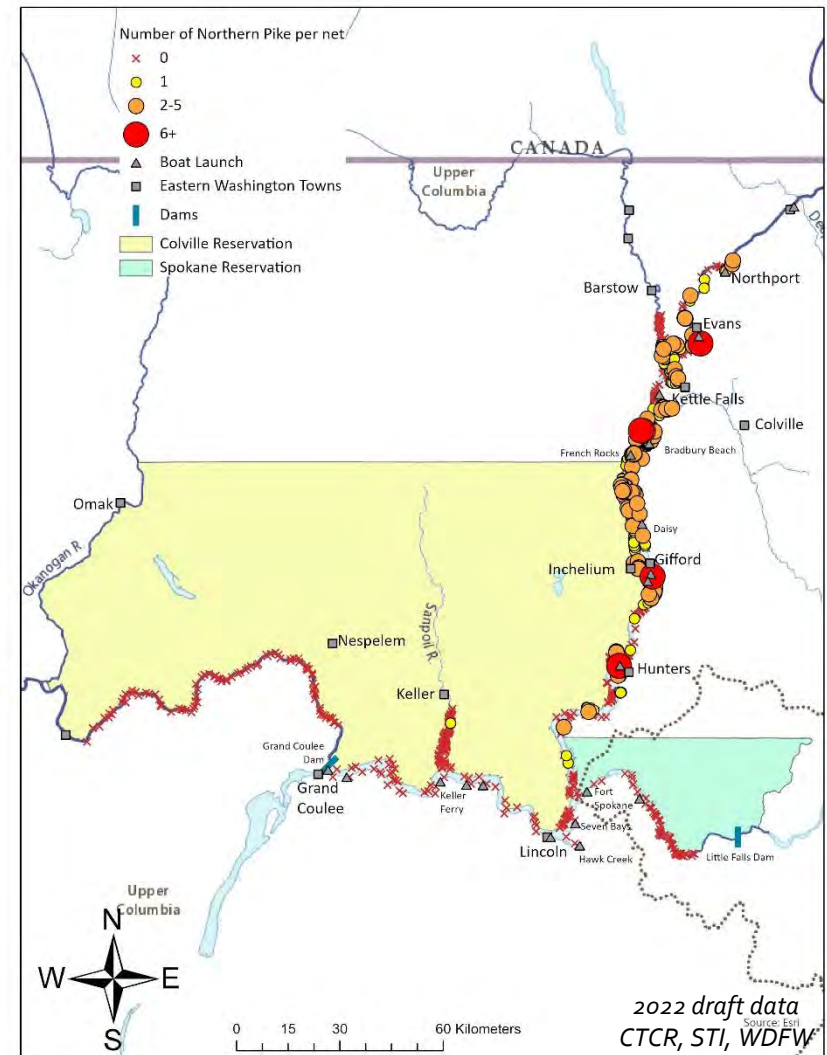 Number of Northern Pike per net
0
1
2-5
6+
Boat Launch
Eastern Washington Towns
Dams
Colville Reservation
Spokane Reservation
CANADA
Upper
Columbia
Northport
Barstow
Evans
Kettle Falls
Colville
French Rocks
Bradbury Beach
Omak
Daisy
Okanogan R.
Inchelium
Gifford
Sanpoil R.
Nespelem
Hunters
Keller
Grand Coulee
Dam
Grand
Coulee
Keller
Ferry
Fort
Spokane
Seven Bays
Lincoln
Hawk Creek
Little Falls Dam
Upper
Columbia
N
W
E
S
0 15 30 60 Kilometers
2022 draft data
Source: Esri
CTCR, STI, WDFW